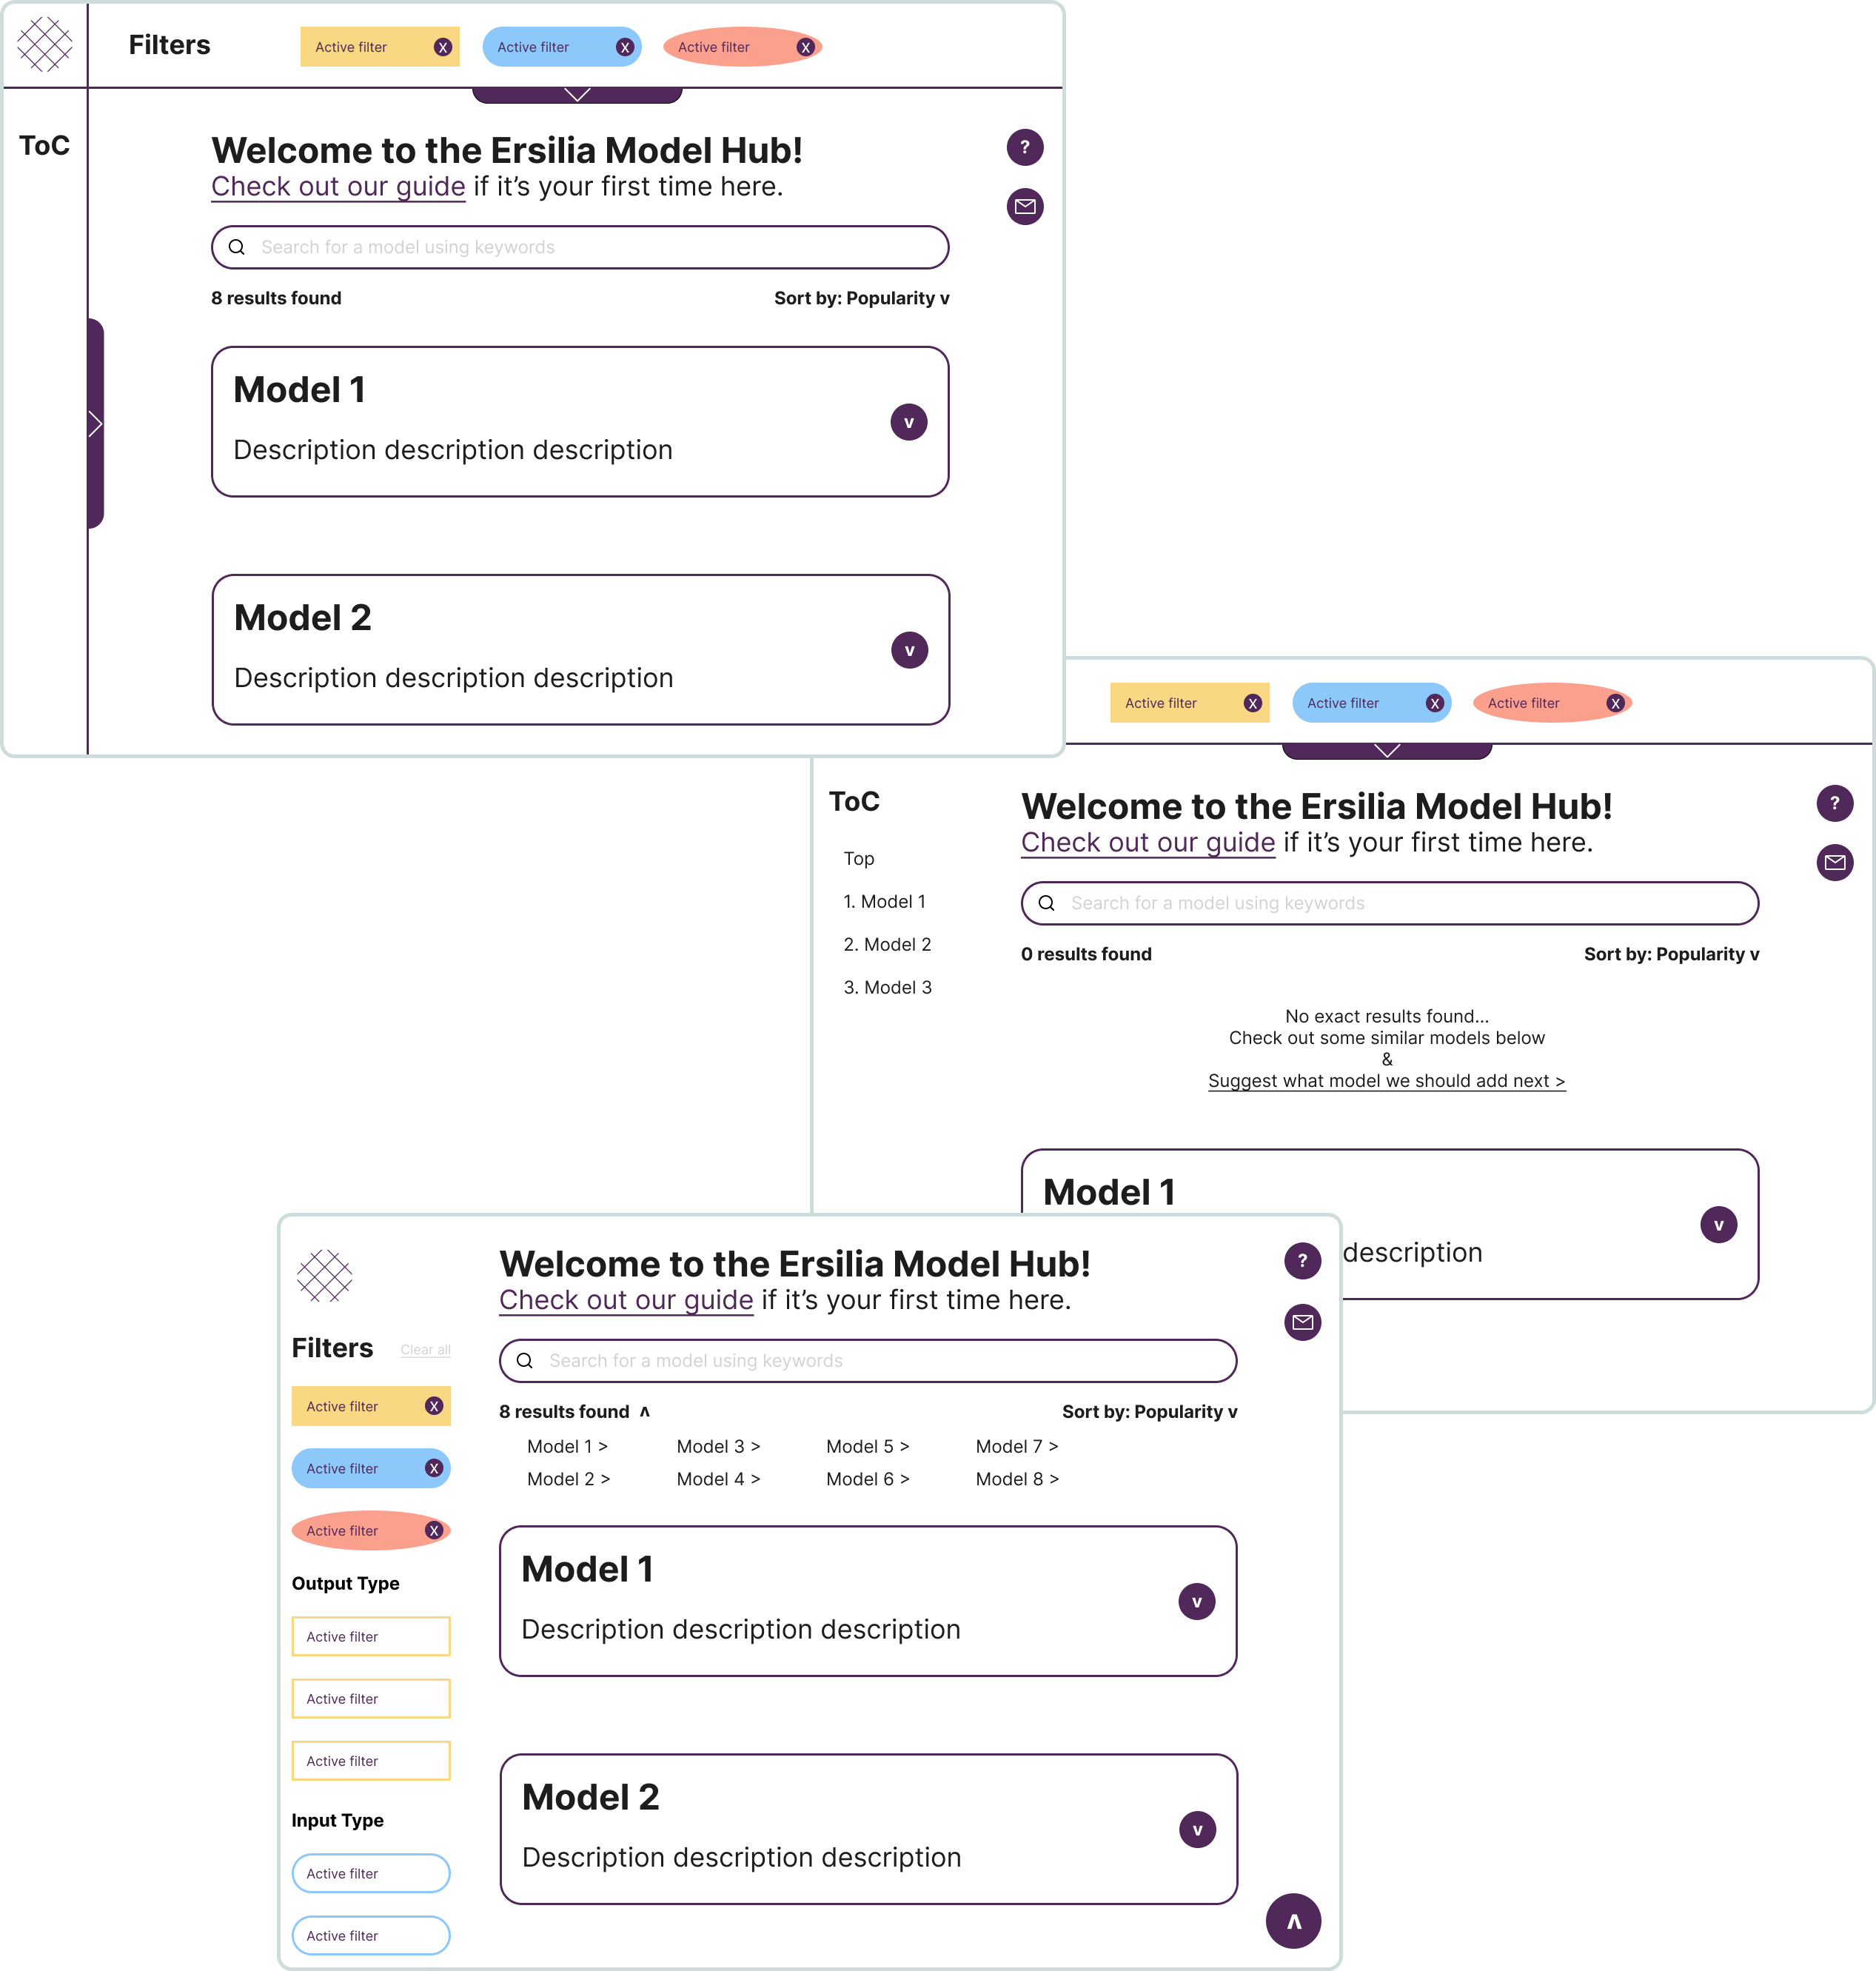 Filters
Active filter X
Active filter X
Active filter X
ToC
Welcome to the Ersilia Model Hub!
Check out our guide if it’s your first time here.
?
Search for a model using keywords
8 results found
Sort by: Popularity v
Model 1
Description description description
v
Model 2
Description description description
v
Active filter X
Active filter X
Active filter X
ToC
Top
1. Model 1
2. Model 2
3. Model 3
Welcome to the Ersilia Model Hub!
Check out our guide if it’s your first time here.
?
Search for a model using keywords
0 results found
Sort by: Popularity v
No exact results found...
Check out some similar models below
&
Suggest what model we should add next >
Model 1
description
v
Filters
Clear all
Active filter X
Active filter X
Active filter X
Output Type
Active filter
Active filter
Active filter
Input Type
Active filter
Active filter
Welcome to the Ersilia Model Hub!
Check out our guide if it’s your first time here.
?
Search for a model using keywords
8 results found ʌ
Sort by: Popularity v
Model 1 > Model 3 > Model 5 > Model 7 >
Model 2 > Model 4 > Model 6 > Model 8 >
Model 1
Description description description
v
Model 2
Description description description
v
ʌ